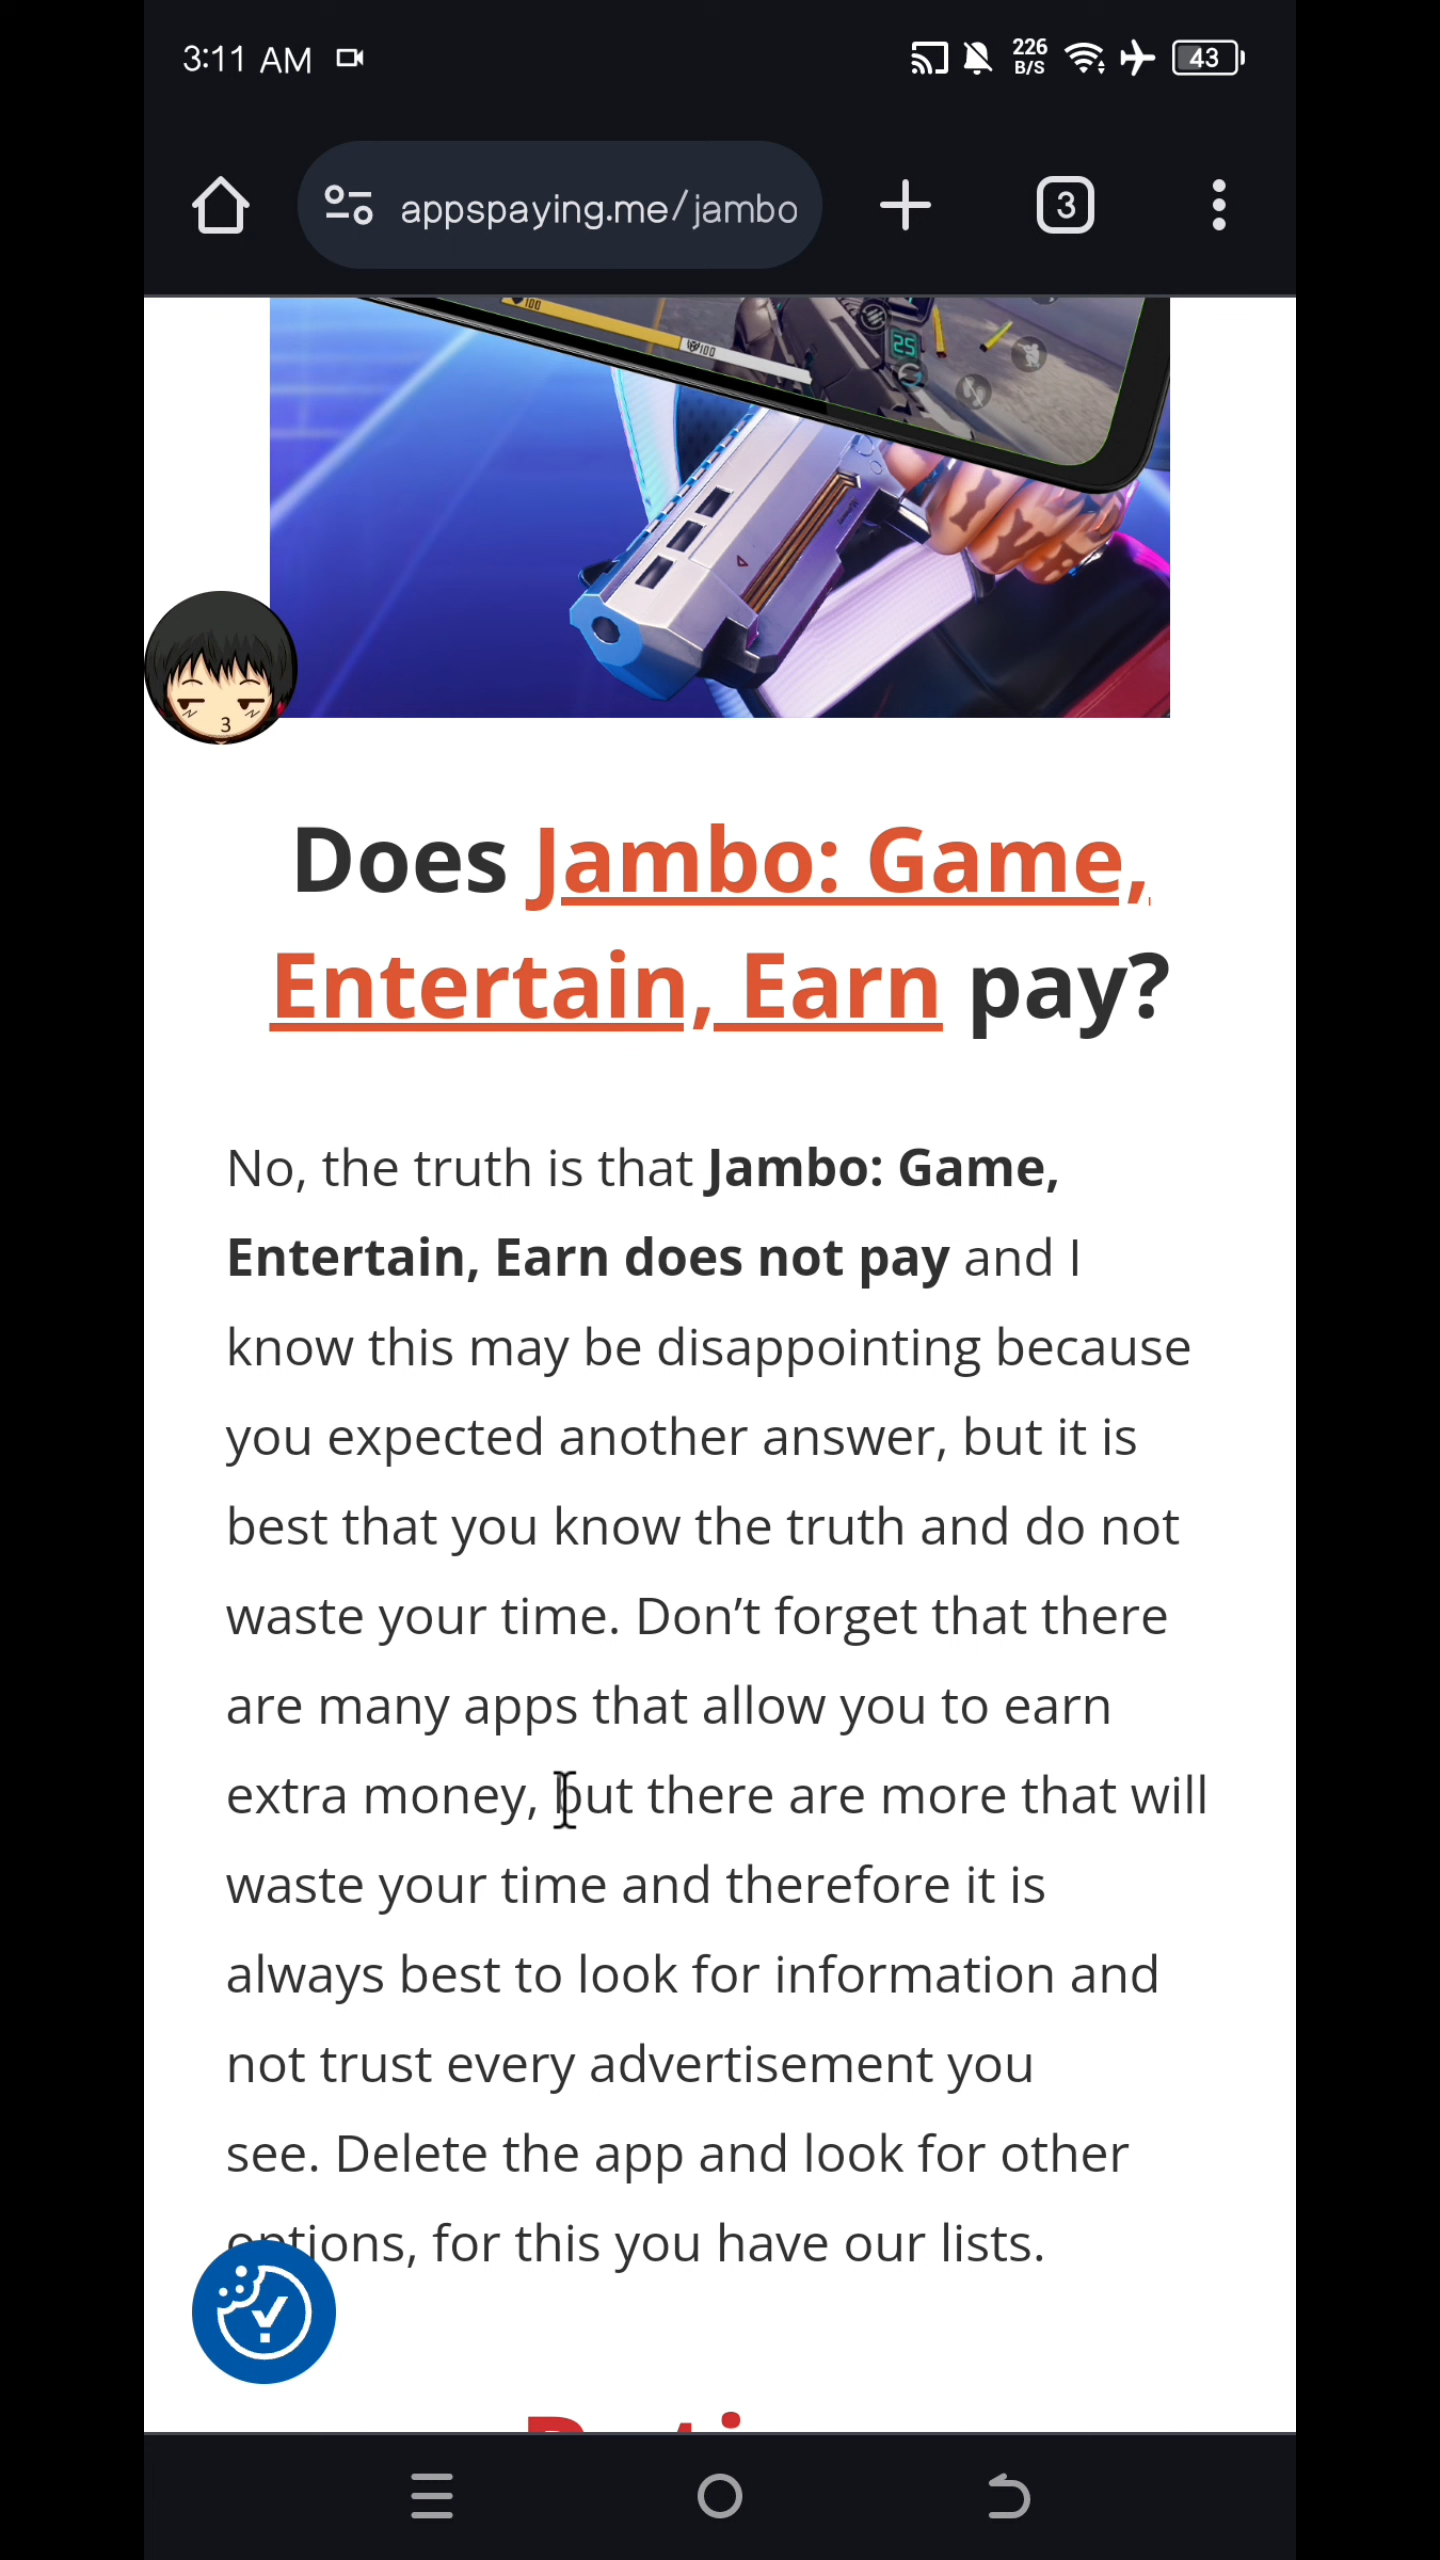 3:11 AM
226
B/S
43
appspaying.me/jambo
3
100
100
25
3
Does Jambo: Game,
Entertain, Earn pay?
No, the truth is that Jambo: Game,
Entertain, Earn does not pay and I
know this may be disappointing because
you expected another answer, but it is
best that you know the truth and do not
waste your time. Don’t forget that there
are many apps that allow you to earn
extra money, but there are more that will
waste your time and therefore it is
always best to look for information and
not trust every advertisement you
see. Delete the app and look for other
options, for this you have our lists.